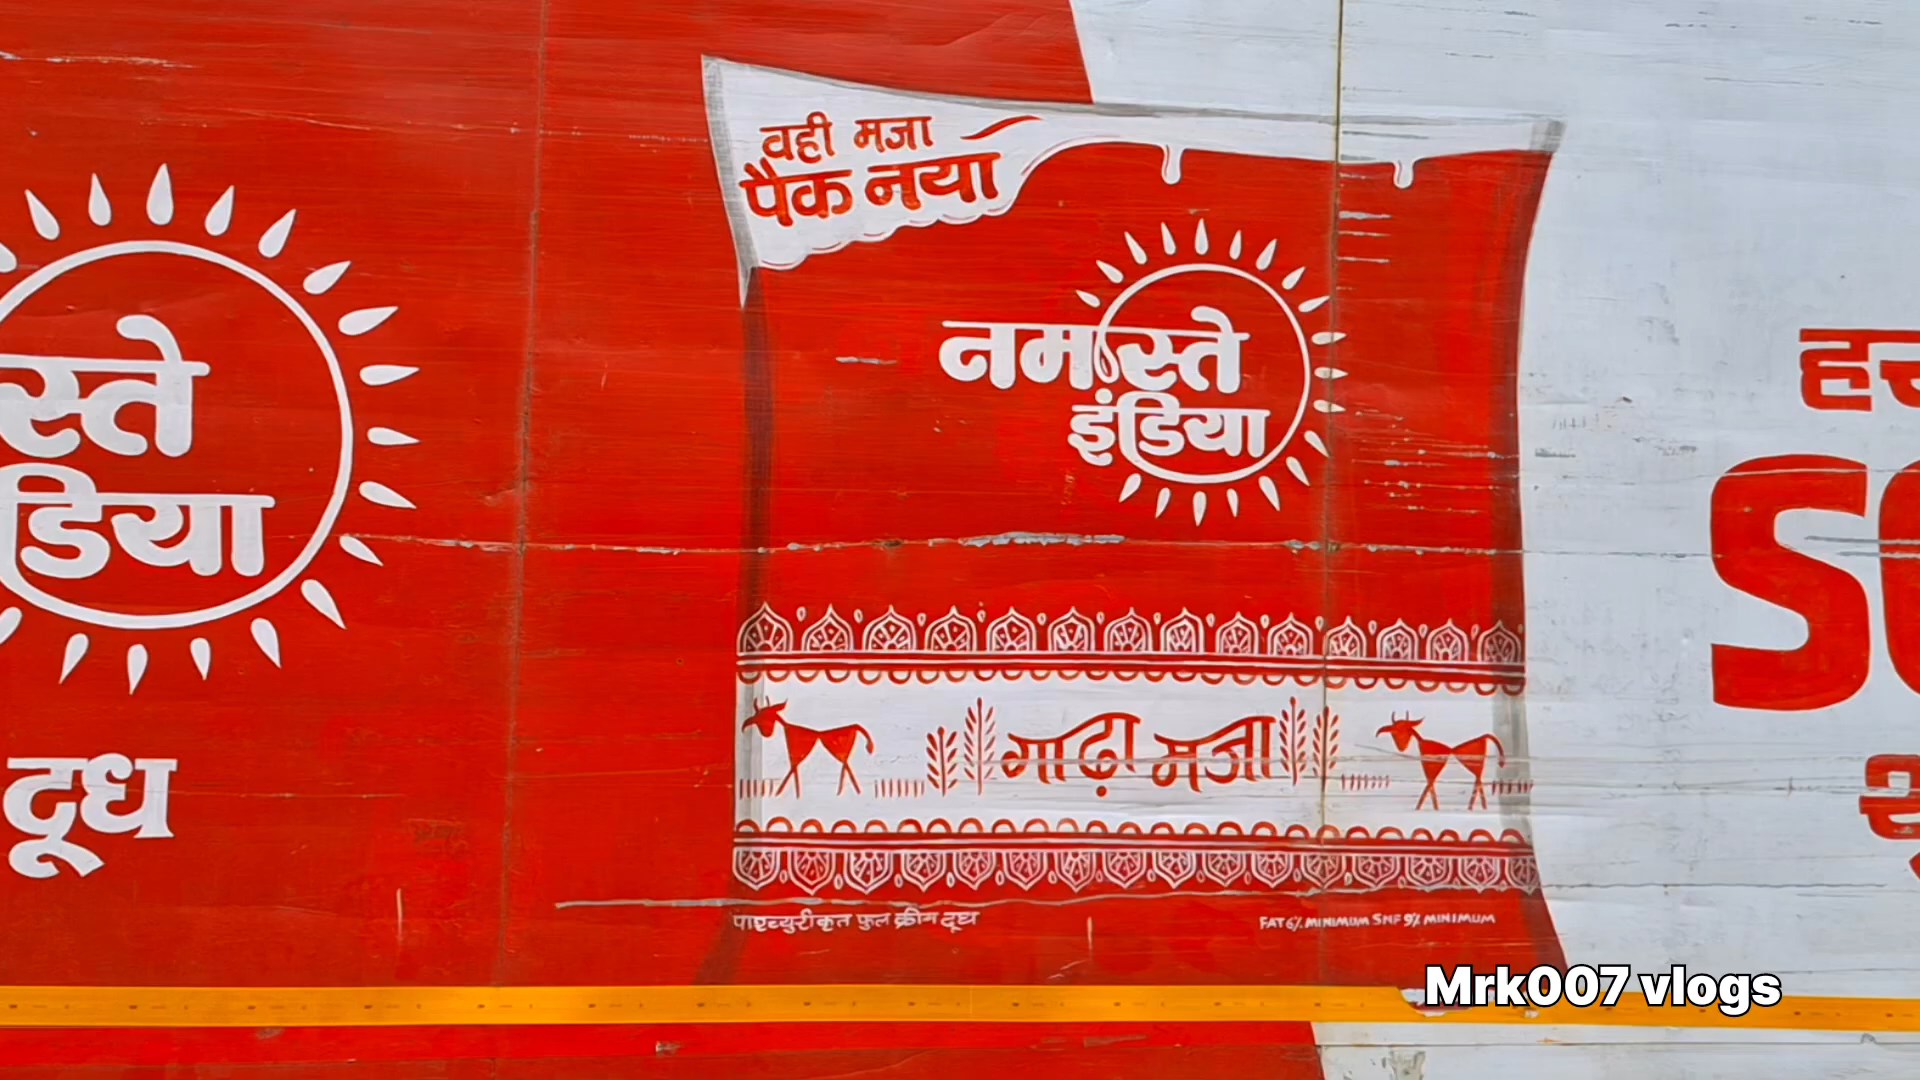 वही मजा
पैक नया
नमस्ते
इंडिया
स्ते
डिया
दूध
गाढ़ा मजा
पाश्च्युरीकृत फुल क्रीम दूध
FAT 6% MINIMUM SNF 9% MINIMUM
Mrk007 vlogs